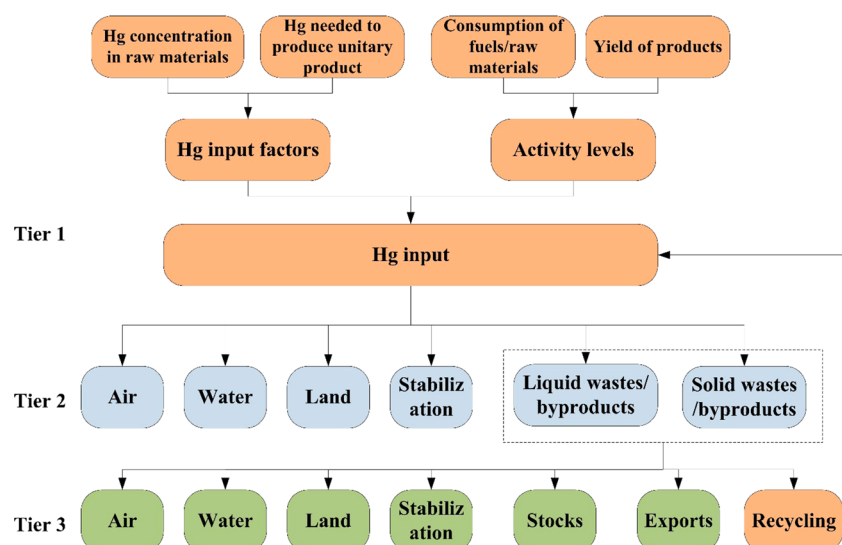 Hg concentration
in raw materials
Hg needed to
produce unitary
product
Consumption of
fuels/raw
materials
Yield of products
Hg input factors
Activity levels
Tier 1
Hg input
Tier 2
Air
Water
Land
Stabiliz
ation
Liquid wastes/
byproducts
Solid wastes
/byproducts
Tier 3
Air
Water
Land
Stabiliz
ation
Stocks
Exports
Recycling